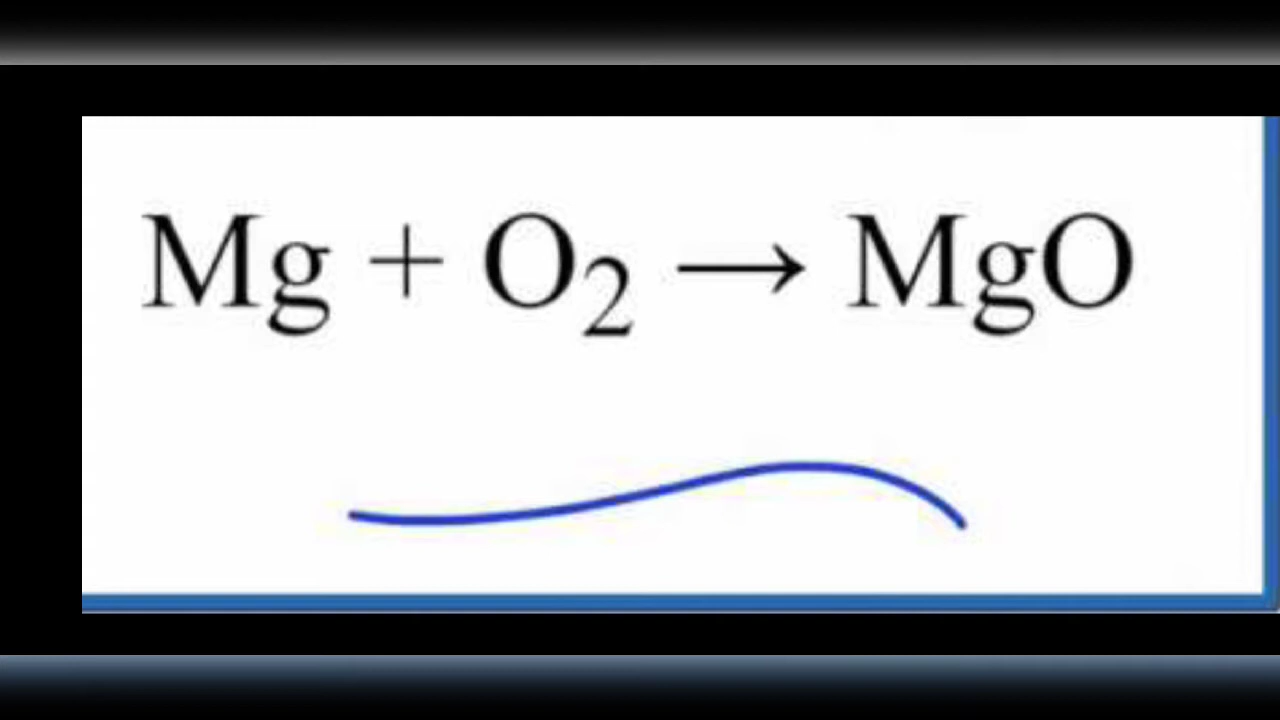 Mg + O₂ → MgO